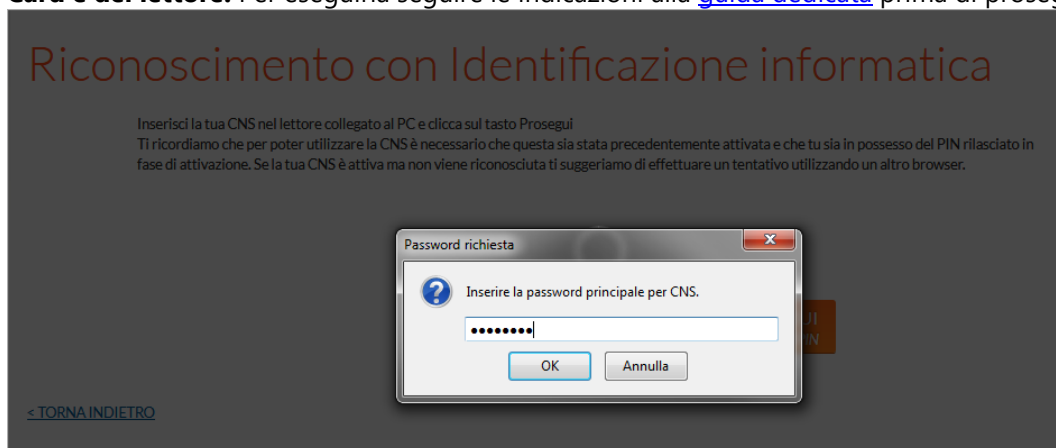 Card e del lettore. Per eseguirla seguire le indicazioni alla guida dedicata prima di proseg
Riconoscimento con Identificazione informatica
Inserisci la tua CNS nel lettore collegato al PC e clicca sul tasto Prosegui
Ti ricordiamo che per poter utilizzare la CNS è necessario che questa sia stata precedentemente attivata e che tu sia in possesso del PIN rilasciato in
fase di attivazione. Se la tua CNS è attiva ma non viene riconosciuta ti suggeriamo di effettuare un tentativo utilizzando un altro browser.
Password richiesta
Inserire la password principale per CNS.
••••••••
OK Annulla
UI
IN
< TORNA INDIETRO